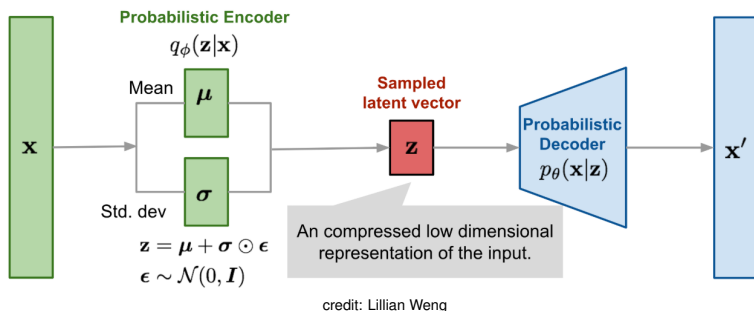 Probabilistic Encoder
qϕ(z|x)
Mean
μ
x
σ
Std. dev
z = μ + σ ⊙ ϵ
ϵ ∼ 𝒩(0, I)
Sampled
latent vector
z
An compressed low dimensional
representation of the input.
Probabilistic
Decoder
pθ(x|z)
x′
credit: Lillian Weng